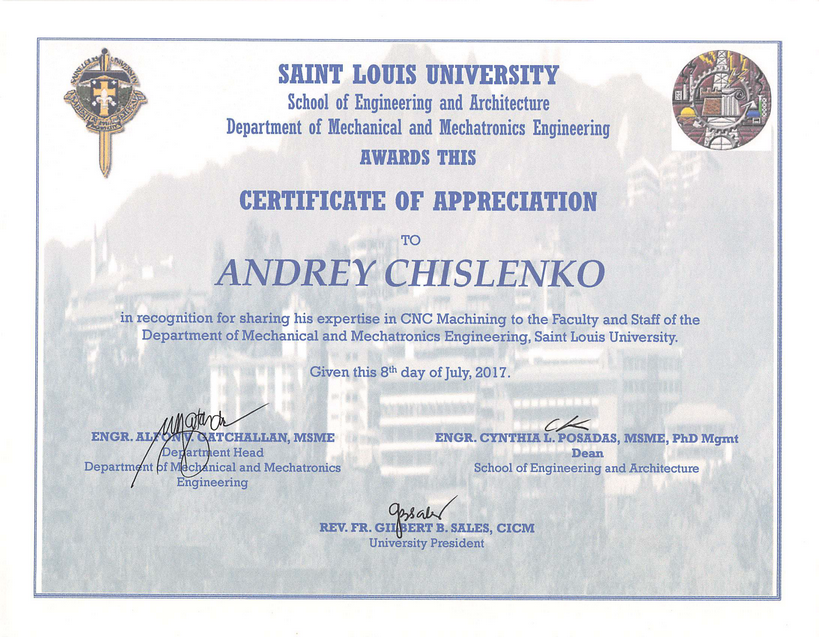 SAINT LOUIS UNIVERSITY
School of Engineering and Architecture
Department of Mechanical and Mechatronics Engineering
AWARDS THIS
CERTIFICATE OF APPRECIATION
TO
ANDREY CHISLENKO
in recognition for sharing his expertise in CNC Machining to the Faculty and Staff of the
Department of Mechanical and Mechatronics Engineering, Saint Louis University.
Given this 8th day of July, 2017.
ENGR. ALFON V. GATCHALLAN, MSME
Department Head
Department of Mechanical and Mechatronics
Engineering
ENGR. CYNTHIA L. POSADAS, MSME, PhD Mgmt
Dean
School of Engineering and Architecture
REV. FR. GILBERT B. SALES, CICM
University President